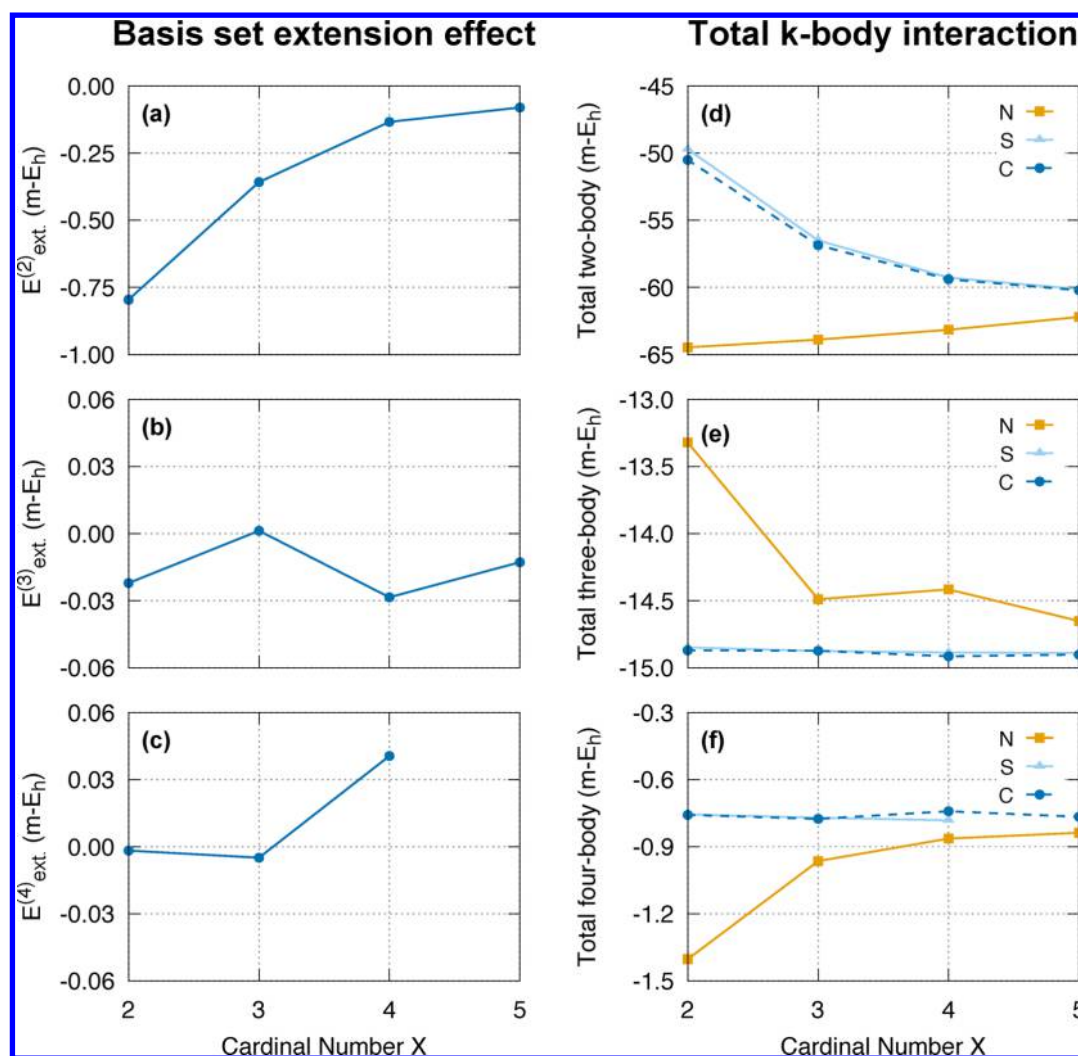 Basis set extension effect
Total k-body interaction
(a)
E(2)ext. (m-Eh)
0.00
-0.25
-0.50
-0.75
-1.00
(d)
N
S
C
Total two-body (m-Eh)
-45
-50
-55
-60
-65
(b)
E(3)ext. (m-Eh)
0.06
0.03
0.00
-0.03
-0.06
(e)
N
S
C
Total three-body (m-Eh)
-13.0
-13.5
-14.0
-14.5
-15.0
(c)
E(4)ext. (m-Eh)
0.06
0.03
0.00
-0.03
-0.06
2 3 4 5
Cardinal Number X
(f)
N
S
C
Total four-body (m-Eh)
-0.3
-0.6
-0.9
-1.2
-1.5
2 3 4 5
Cardinal Number X